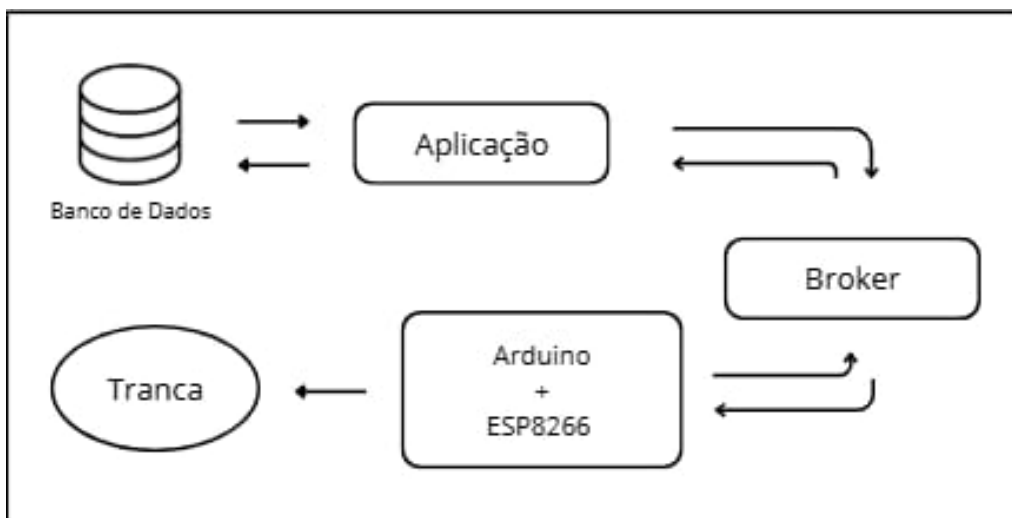 Aplicação
Banco de Dados
Broker
Arduino
+
ESP8266
Tranca